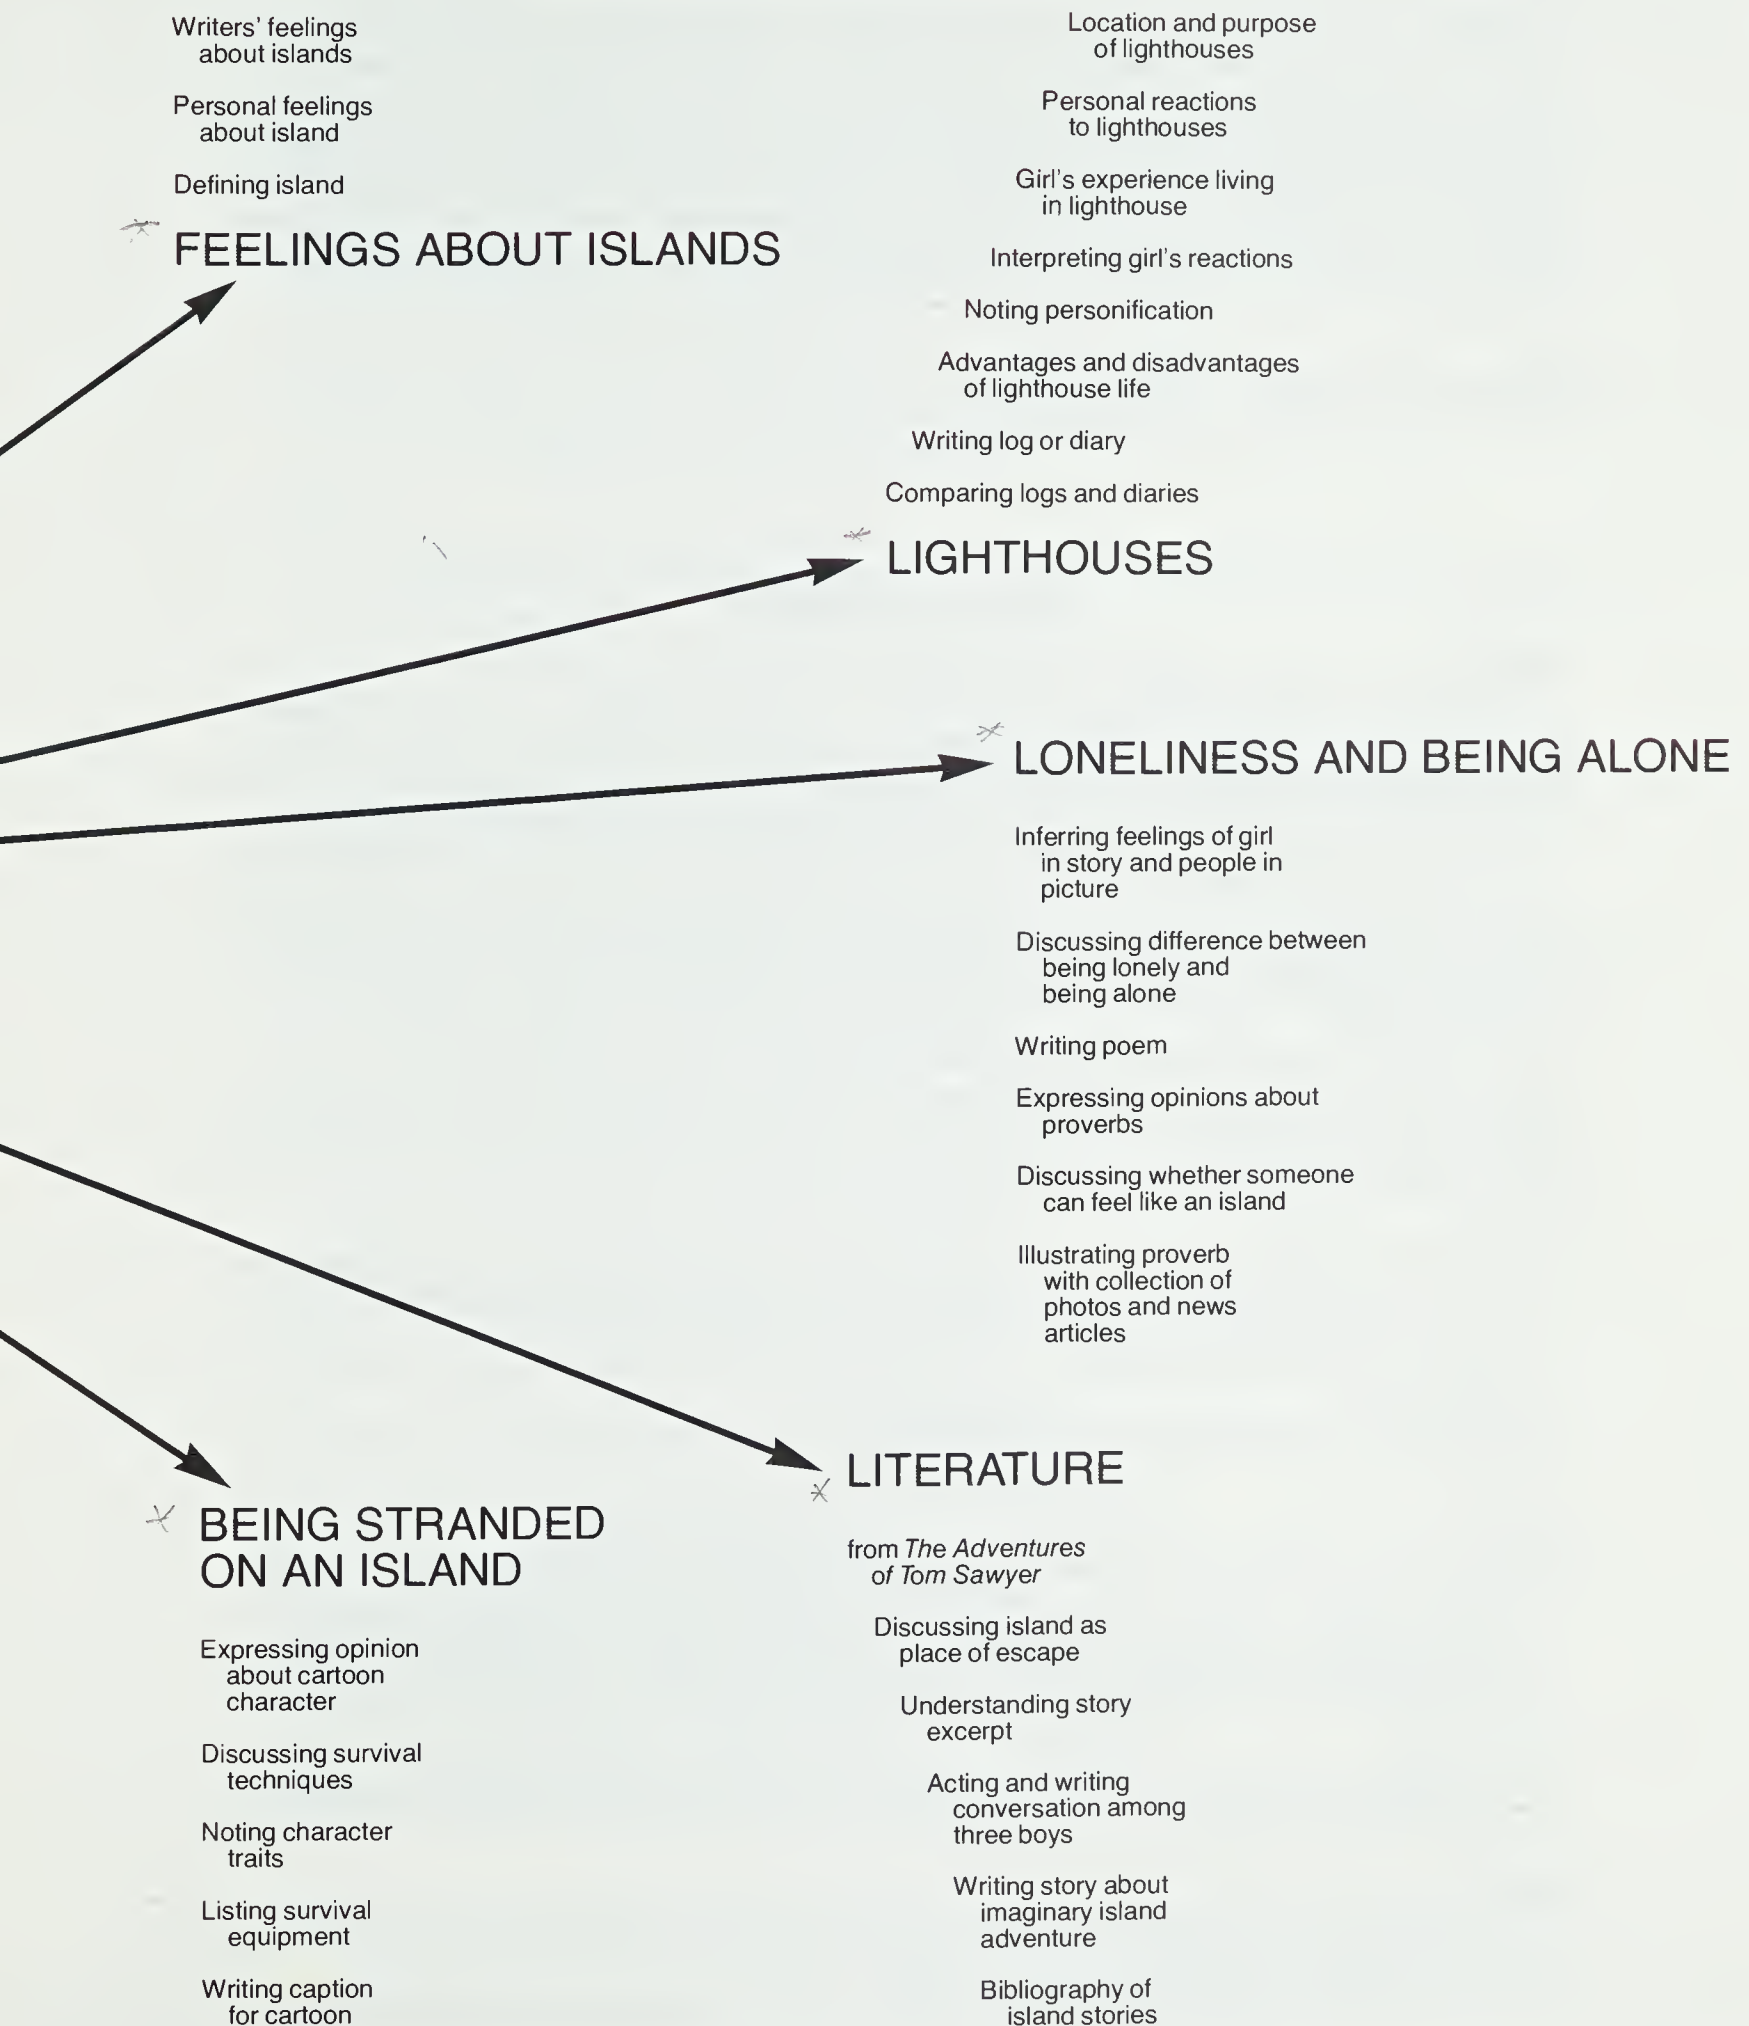 Writers' feelings
about islands
Personal feelings
about island
Defining island
FEELINGS ABOUT ISLANDS
Location and purpose
of lighthouses
Personal reactions
to lighthouses
Girl's experience living
in lighthouse
Interpreting girl's reactions
Noting personification
Advantages and disadvantages
of lighthouse life
Writing log or diary
Comparing logs and diaries
LIGHTHOUSES
LONELINESS AND BEING ALONE
Inferring feelings of girl
in story and people in
picture
Discussing difference between
being lonely and
being alone
Writing poem
Expressing opinions about
proverbs
Discussing whether someone
can feel like an island
Illustrating proverb
with collection of
photos and news
articles
BEING STRANDED
ON AN ISLAND
Expressing opinion
about cartoon
character
Discussing survival
techniques
Noting character
traits
Listing survival
equipment
Writing caption
for cartoon
LITERATURE
from The Adventures
of Tom Sawyer
Discussing island as
place of escape
Understanding story
excerpt
Acting and writing
conversation among
three boys
Writing story about
imaginary island
adventure
Bibliography of
island stories